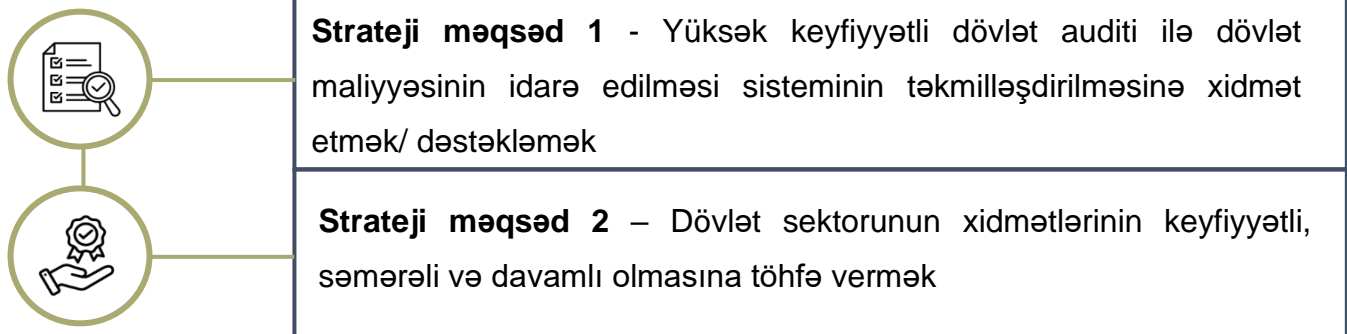 Strateji məqsəd 1 - Yüksək keyfiyyətli dövlət auditi ilə dövlət
maliyyəsinin idarə edilməsi sisteminin təkmilləşdirilməsinə xidmət
etmək/ dəstəkləmək
Strateji məqsəd 2 – Dövlət sektorunun xidmətlərinin keyfiyyətli,
səmərəli və davamlı olmasına töhfə vermək